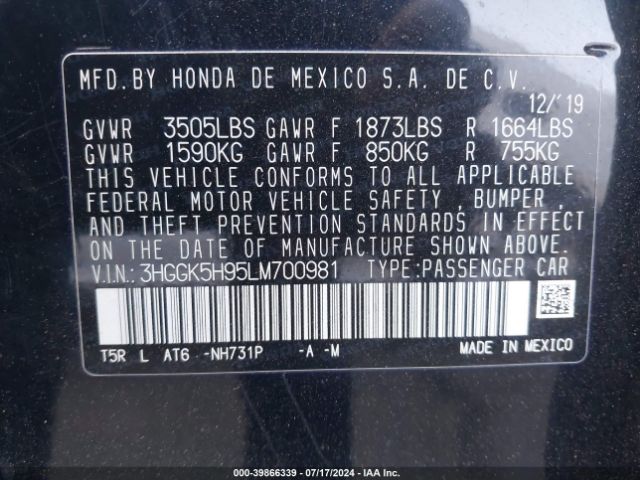 MFD.BY HONDA DE MEXICO S.A. DE C.V.
12/'19
GVWR 3505LBS GAWR F 1873LBS R 1664LBS
GVWR 1590KG GAWR F 850KG R 755KG
THIS VEHICLE CONFORMS TO ALL APPLICABLE
FEDERAL MOTOR VEHICLE SAFETY , BUMPER ,
AND THEFT PREVENTION STANDARDS IN EFFECT
ON THE DATE OF MANUFACTURE SHOWN ABOVE.
V.I.N.: 3HGGK5H95LM700981 TYPE:PASSENGER CAR
T5R L AT6 -NH731P -A -M MADE IN MEXICO
000-39866339 - 07/17/2024 - IAA Inc.